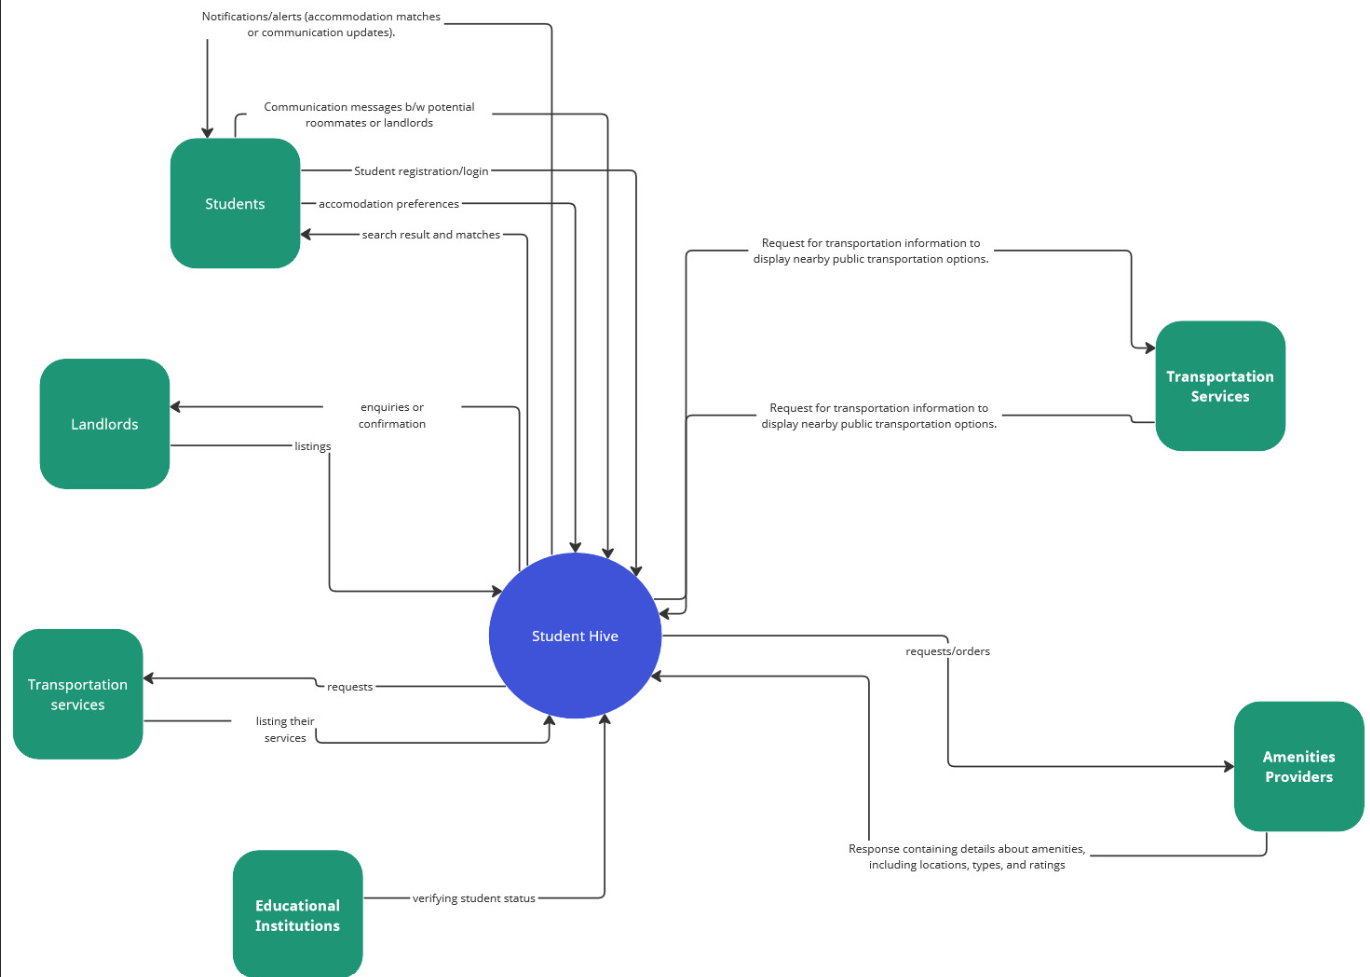 Notifications/alerts (accommodation matches
or communication updates).
Communication messages b/w potential
roommates or landlords
Student registration/login
Students
accomodation preferences
search result and matches
Request for transportation information to
display nearby public transportation options.
Transportation
Services
enquiries or
confirmation
Landlords
listings
Request for transportation information to
display nearby public transportation options.
Student Hive
requests/orders
Transportation
services
requests
listing their
services
Amenities
Providers
Response containing details about amenities,
including locations, types, and ratings
Educational
Institutions
verifying student status